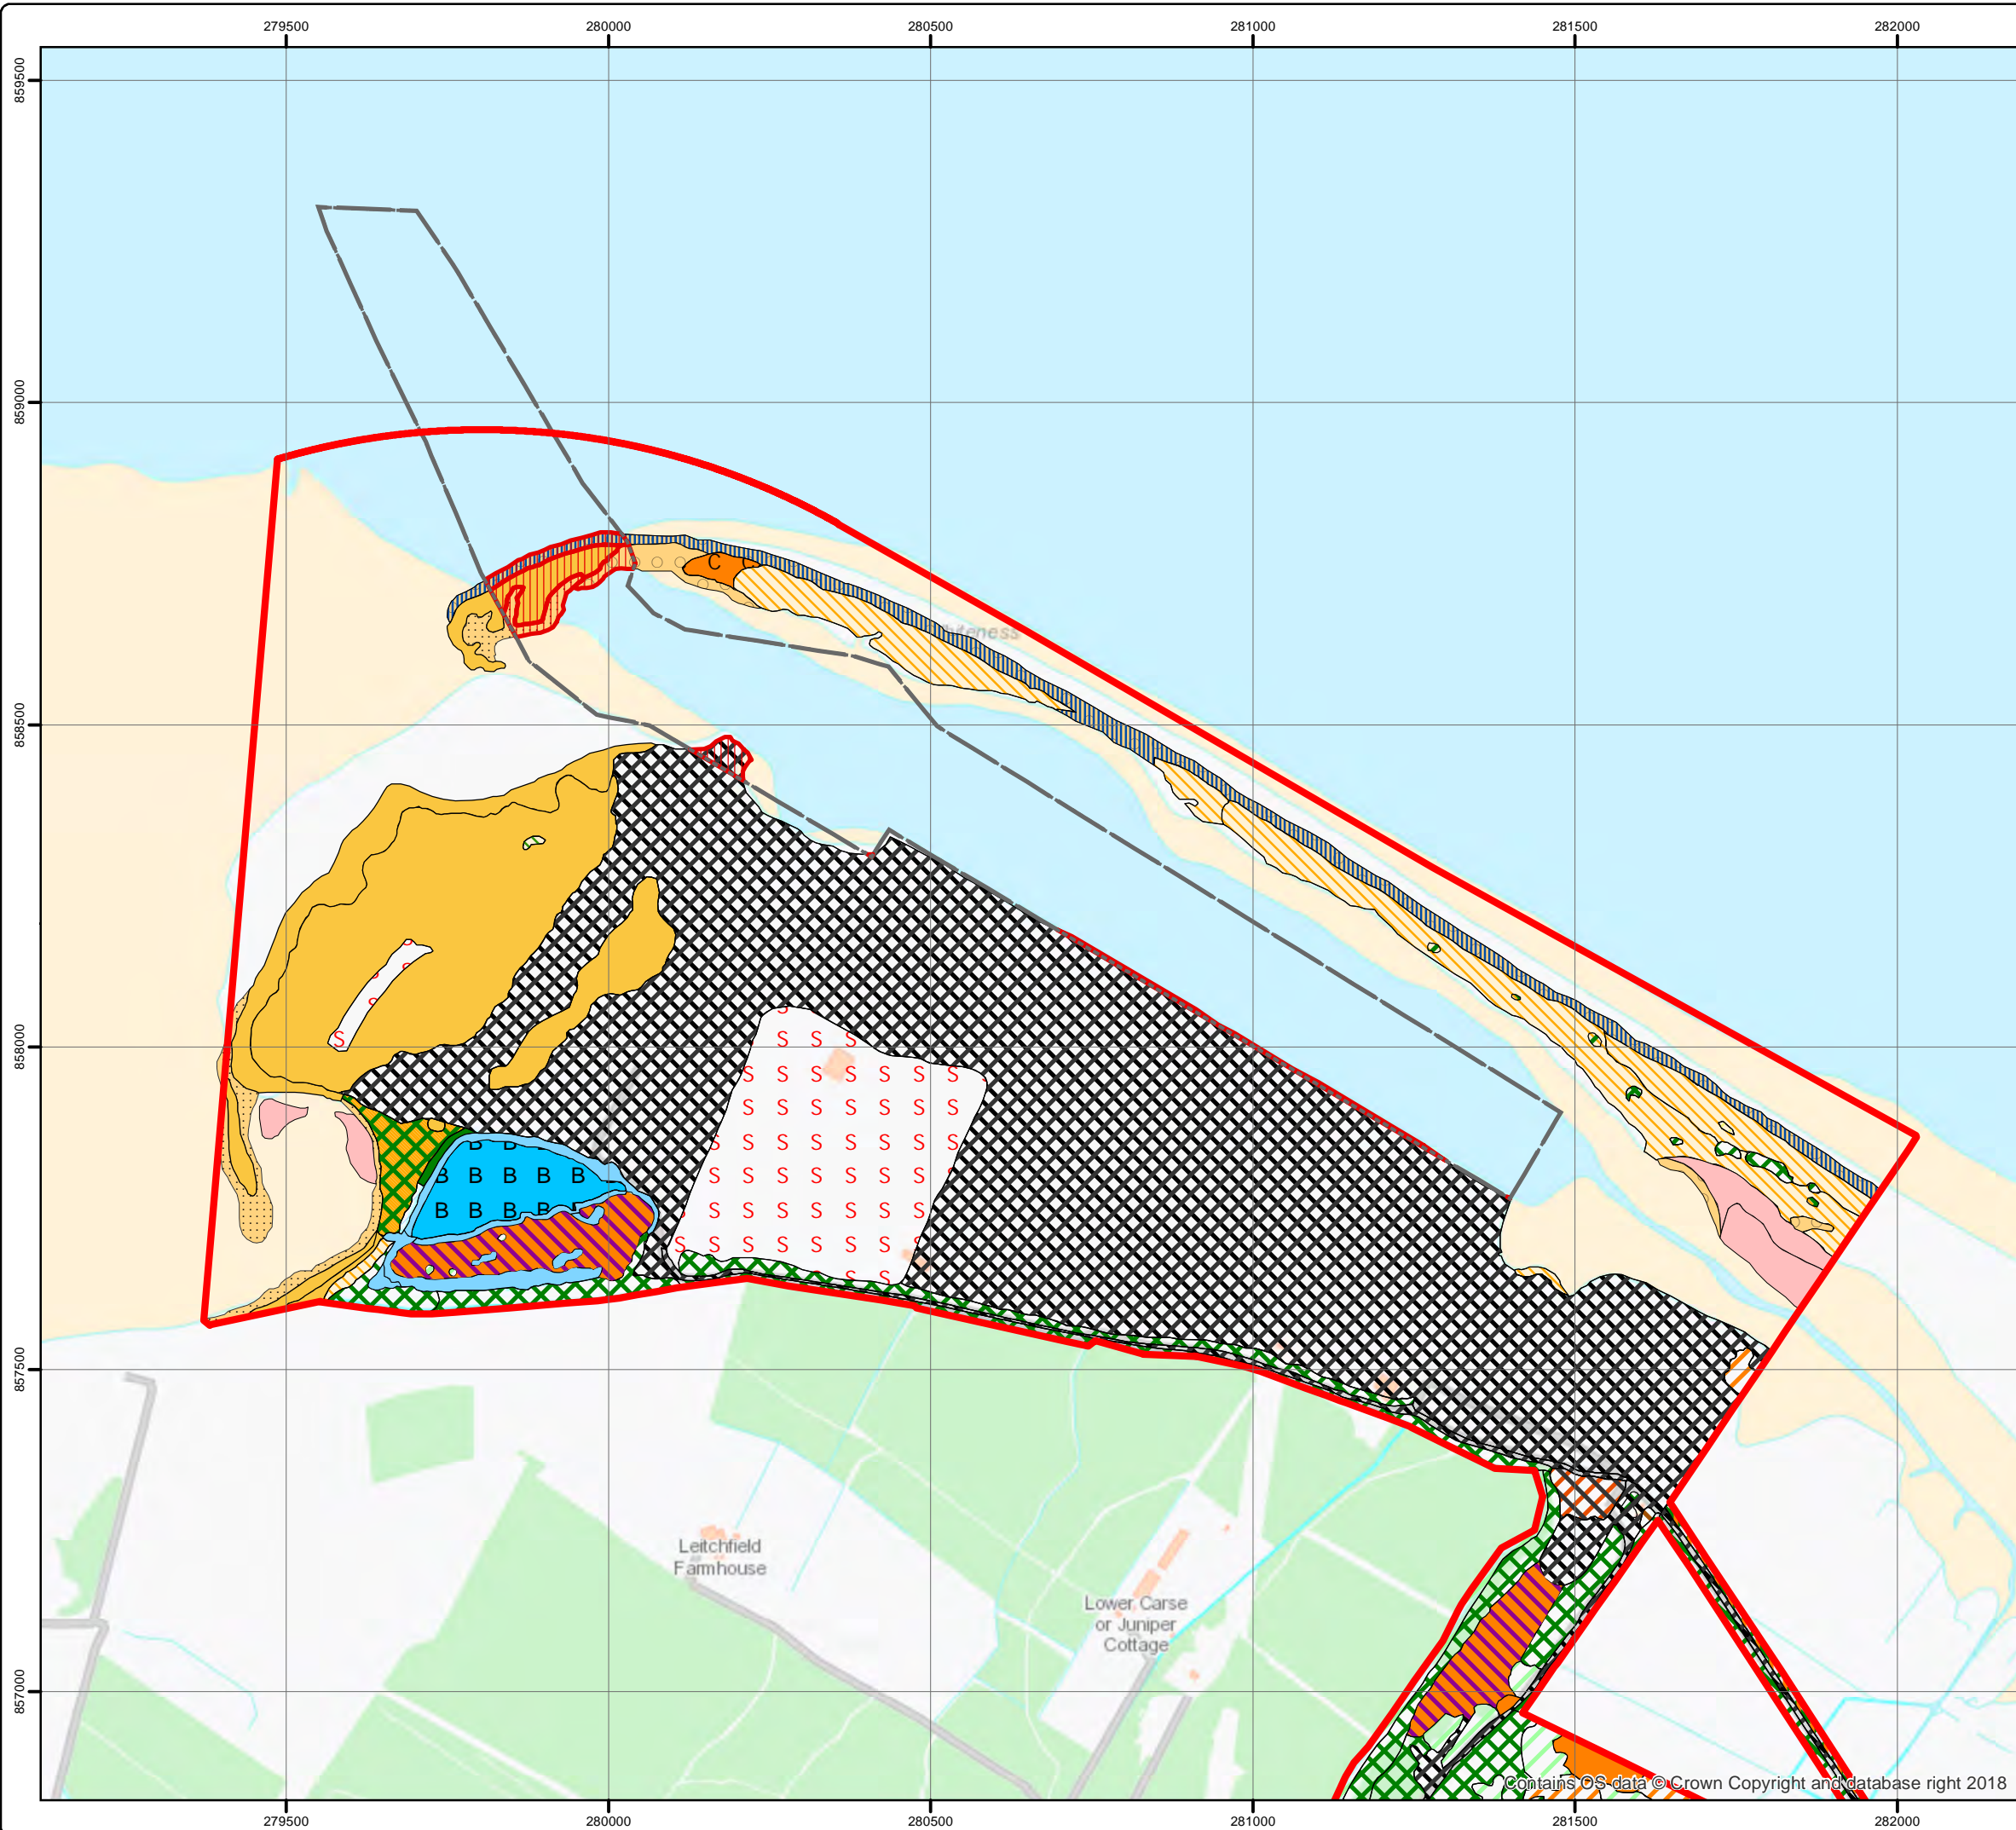 279500 280000 280500 281000 281500 282000
859500
859000
858500
858000
857500
857000
Whiteness
C
S
S S S S
S S S S S S S
S S S
S S S S S S
S S S S S S
S S S S S S
S S S S S
S S S S S S
S S
B B
B B B B B
B B B B
Leitchfield
Farmhouse
Lower Carse
or Juniper
Cottage
Contains OS data © Crown Copyright and database right 2018
279500 280000 280500 281000 281500 282000